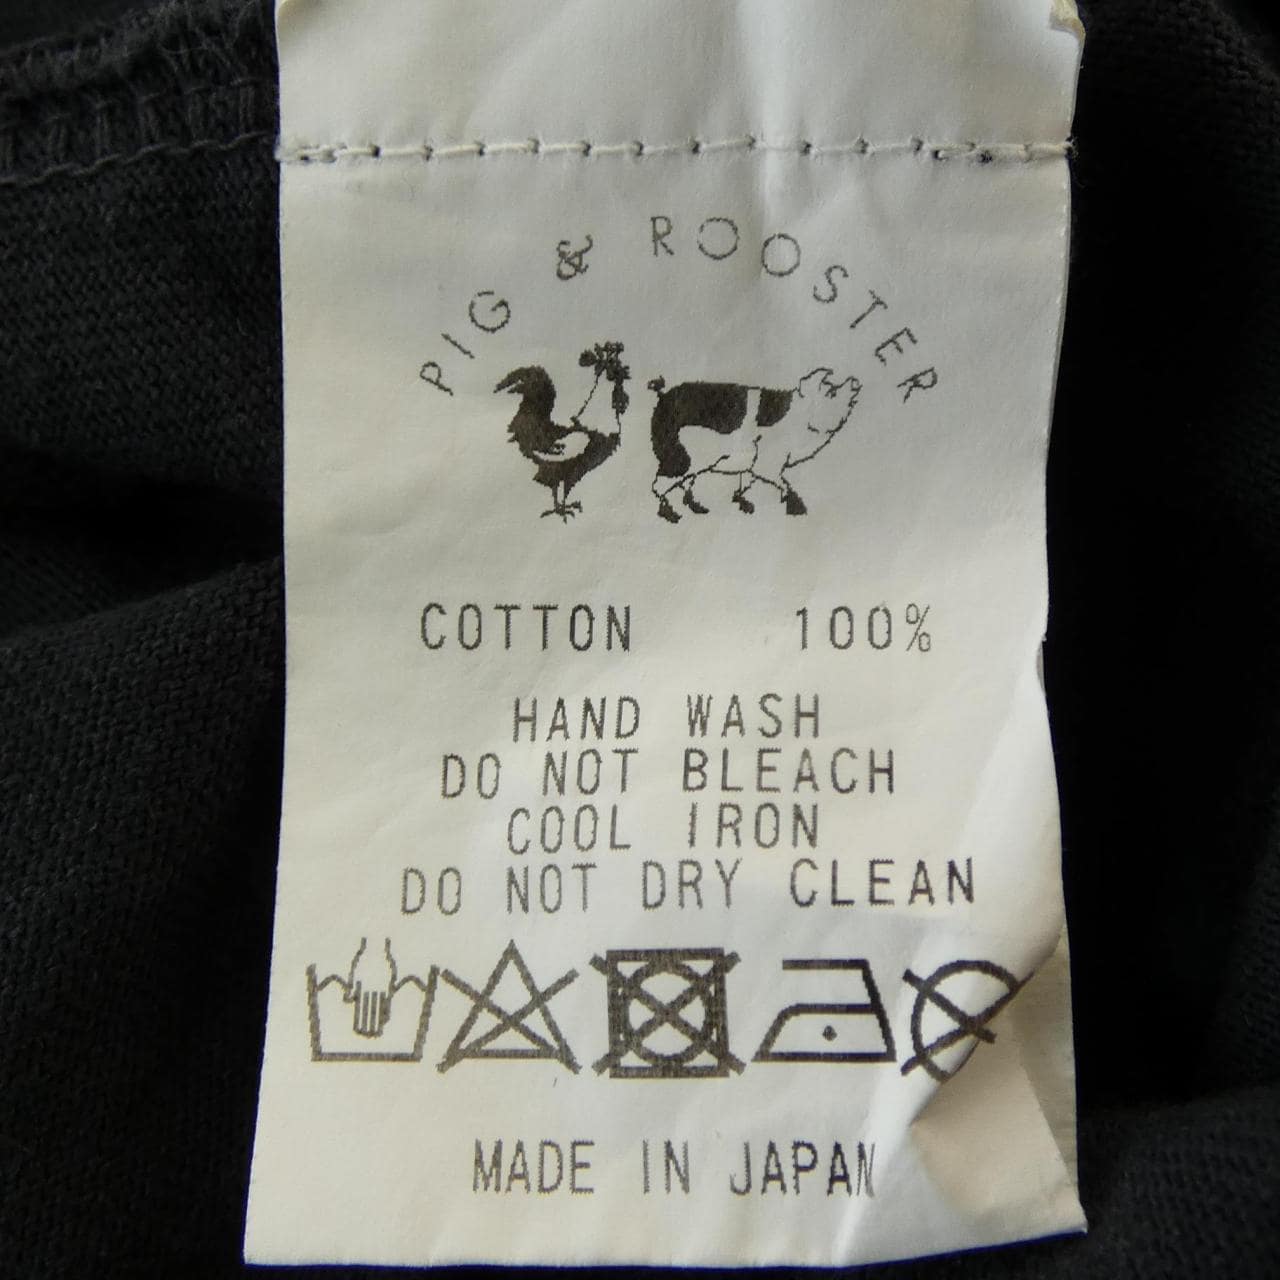 PIG & ROOSTER
COTTON 100%
HAND WASH
DO NOT BLEACH
COOL IRON
DO NOT DRY CLEAN
MADE IN JAPAN